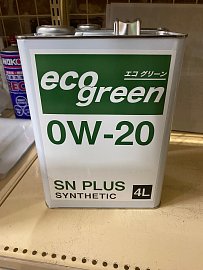 eco
エコ グリーン
green
0W-20
SN PLUS
SYNTHETIC
4L